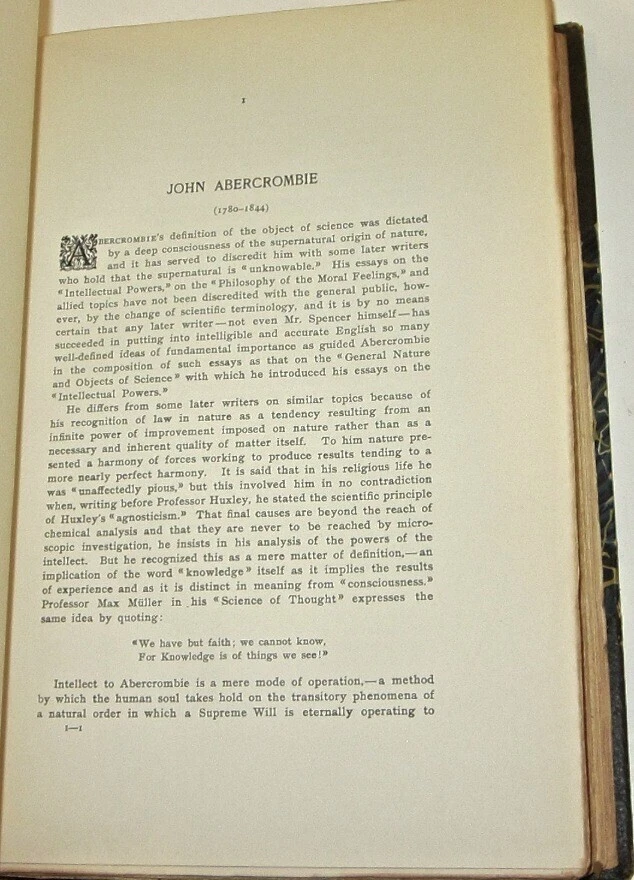 1
JOHN ABERCROMBIE
(1780–1844)
ABERCROMBIE'S definition of the object of science was dictated
by a deep consciousness of the supernatural origin of nature,
and it has served to discredit him with some later writers
who hold that the supernatural is "unknowable." His essays on the
"Intellectual Powers," on the "Philosophy of the Moral Feelings," and
allied topics have not been discredited with the general public, how-
ever, by the change of scientific terminology, and it is by no means
certain that any later writer—not even Mr. Spencer himself—has
succeeded in putting into intelligible and accurate English so many
well-defined ideas of fundamental importance as guided Abercrombie
in the composition of such essays as that on the "General Nature
and Objects of Science" with which he introduced his essays on the
"Intellectual Powers."
He differs from some later writers on similar topics because of
his recognition of law in nature as a tendency resulting from an
infinite power of improvement imposed on nature rather than as a
necessary and inherent quality of matter itself. To him nature pre-
sented a harmony of forces working to produce results tending to a
more nearly perfect harmony. It is said that in his religious life he
was "unaffectedly pious," but this involved him in no contradiction
when, writing before Professor Huxley, he stated the scientific principle
of Huxley's "agnosticism." That final causes are beyond the reach of
chemical analysis and that they are never to be reached by micro-
scopic investigation, he insists in his analysis of the powers of the
intellect. But he recognized this as a mere matter of definition,—an
implication of the word "knowledge" itself as it implies the results
of experience and as it is distinct in meaning from "consciousness."
Professor Max Müller in his "Science of Thought" expresses the
same idea by quoting:
"We have but faith; we cannot know,
For Knowledge is of things we see!"
Intellect to Abercrombie is a mere mode of operation,—a method
by which the human soul takes hold on the transitory phenomena of
a natural order in which a Supreme Will is eternally operating to
1—1